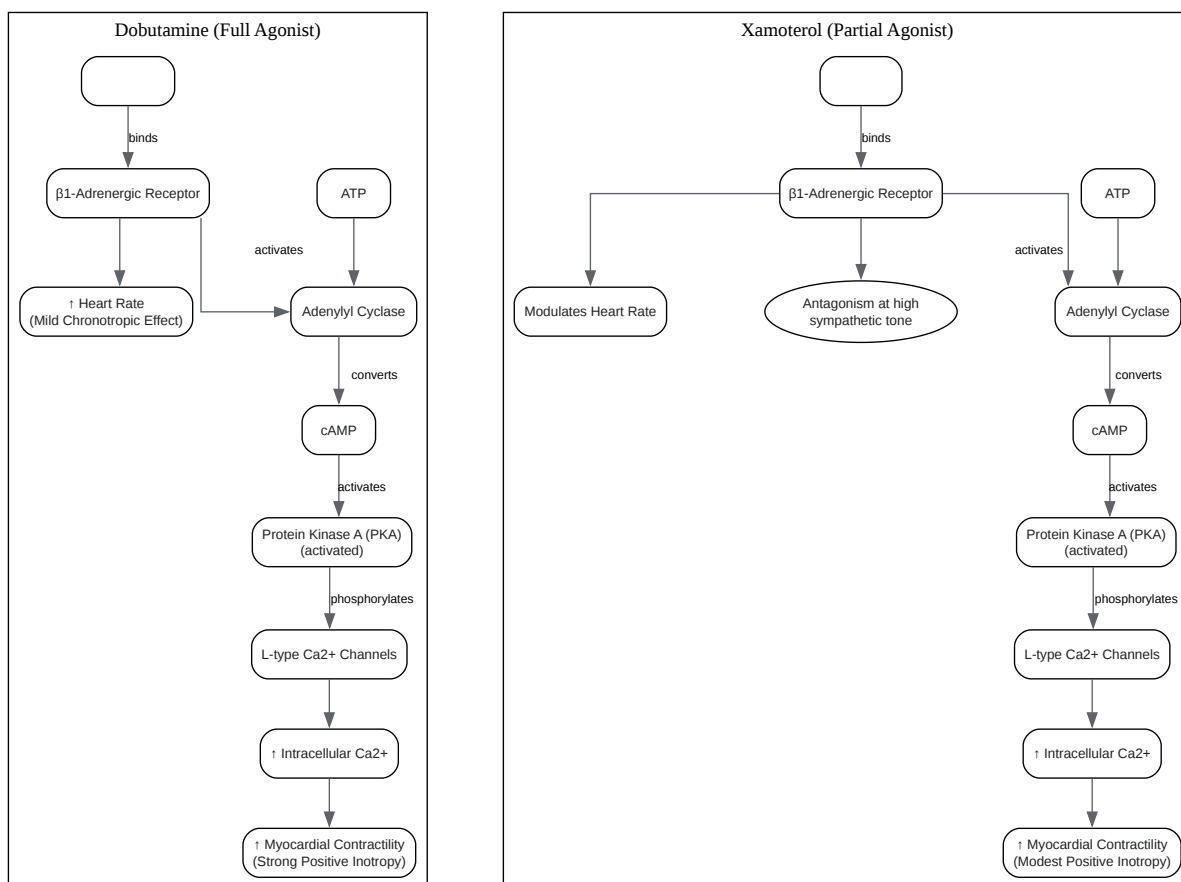 Dobutamine (Full Agonist)
binds
β1-Adrenergic Receptor
ATP
activates
↑ Heart Rate
(Mild Chronotropic Effect)
Adenylyl Cyclase
converts
cAMP
activates
Protein Kinase A (PKA)
(activated)
phosphorylates
L-type Ca2+ Channels
↑ Intracellular Ca2+
↑ Myocardial Contractility
(Strong Positive Inotropy)
Xamoterol (Partial Agonist)
binds
β1-Adrenergic Receptor
ATP
activates
Modulates Heart Rate
Antagonism at high
sympathetic tone
Adenylyl Cyclase
converts
cAMP
activates
Protein Kinase A (PKA)
(activated)
phosphorylates
L-type Ca2+ Channels
↑ Intracellular Ca2+
↑ Myocardial Contractility
(Modest Positive Inotropy)